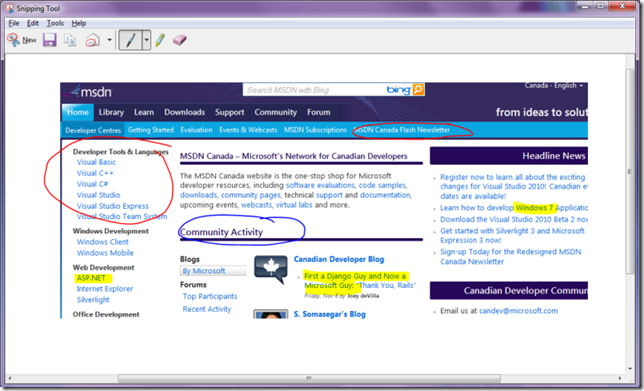 Snipping Tool
File Edit Tools Help
New
msdn
Search MSDN with Bing
bing
Canada - English
Home Library Learn Downloads Support Community Forum
from ideas to solut
Developer Centres Getting Started Evaluation Events & Webcasts MSDN Subscriptions MSDN Canada Flash Newsletter
Developer Tools & Languages
Visual Basic
Visual C++
Visual C#
Visual Studio
Visual Studio Express
Visual Studio Team System
Windows Development
Windows Client
Windows Mobile
Web Development
ASP.NET
Internet Explorer
Silverlight
Office Development
MSDN Canada – Microsoft's Network for Canadian Developers
The MSDN Canada website is the one-stop shop for Microsoft
developer resources, including software evaluations, code samples,
downloads, community pages, technical support and documentation,
upcoming events, webcasts, virtual labs and more.
Community Activity
Blogs
By Microsoft
Forums
Top Participants
Recent Activity
Canadian Developer Blog
First a Django Guy and Now a
Microsoft Guy: "Thank You, Rails"
Friday, Nov 6 by Joey deVilla
S. Somasegar's Blog
Headline News
Register now to learn all about the exciting
changes for Visual Studio 2010! Canadian ev
dates are available!
Learn how to develop Windows 7 Application
Download the Visual Studio 2010 Beta 2 now
Get started with Silverlight 3 and Microsoft
Expression 3 now!
Sign-up Today for the Redesigned MSDN
Canada Newsletter
Canadian Developer Commun
Email us at candev@microsoft.com